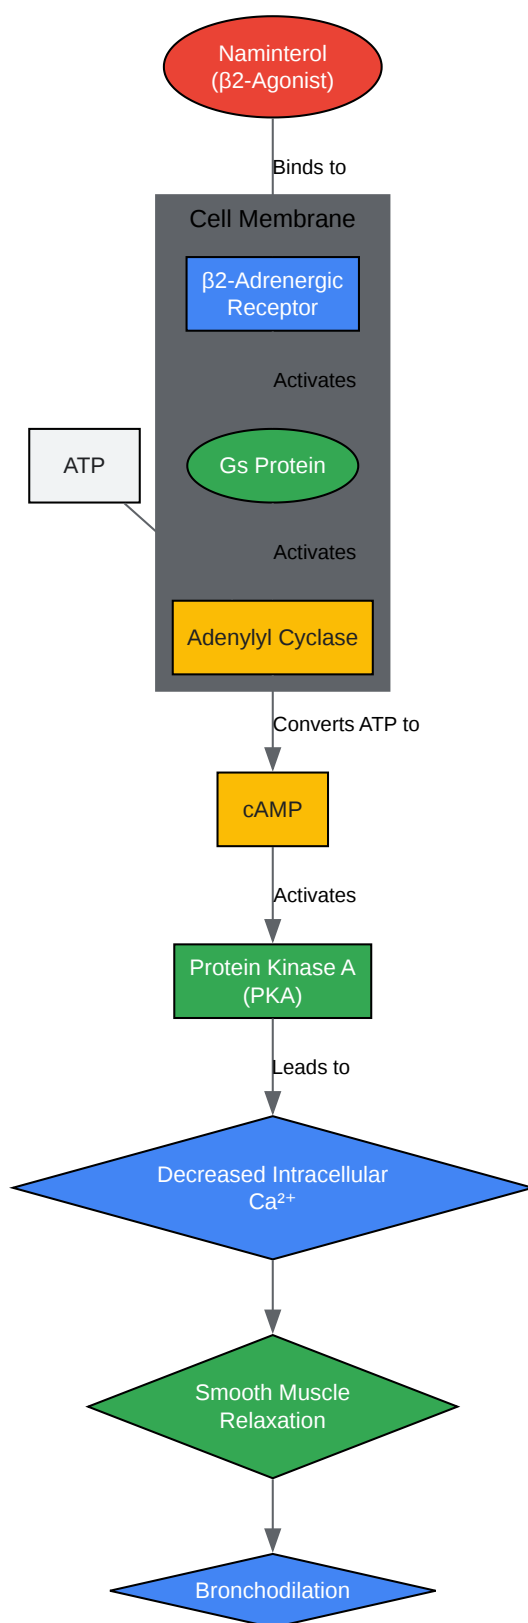 Naminterol
(β2-Agonist)
Binds to
Cell Membrane
β2-Adrenergic
Receptor
Activates
ATP
Gs Protein
Activates
Adenylyl Cyclase
Converts ATP to
cAMP
Activates
Protein Kinase A
(PKA)
Leads to
Decreased Intracellular
Ca²⁺
Smooth Muscle
Relaxation
Bronchodilation